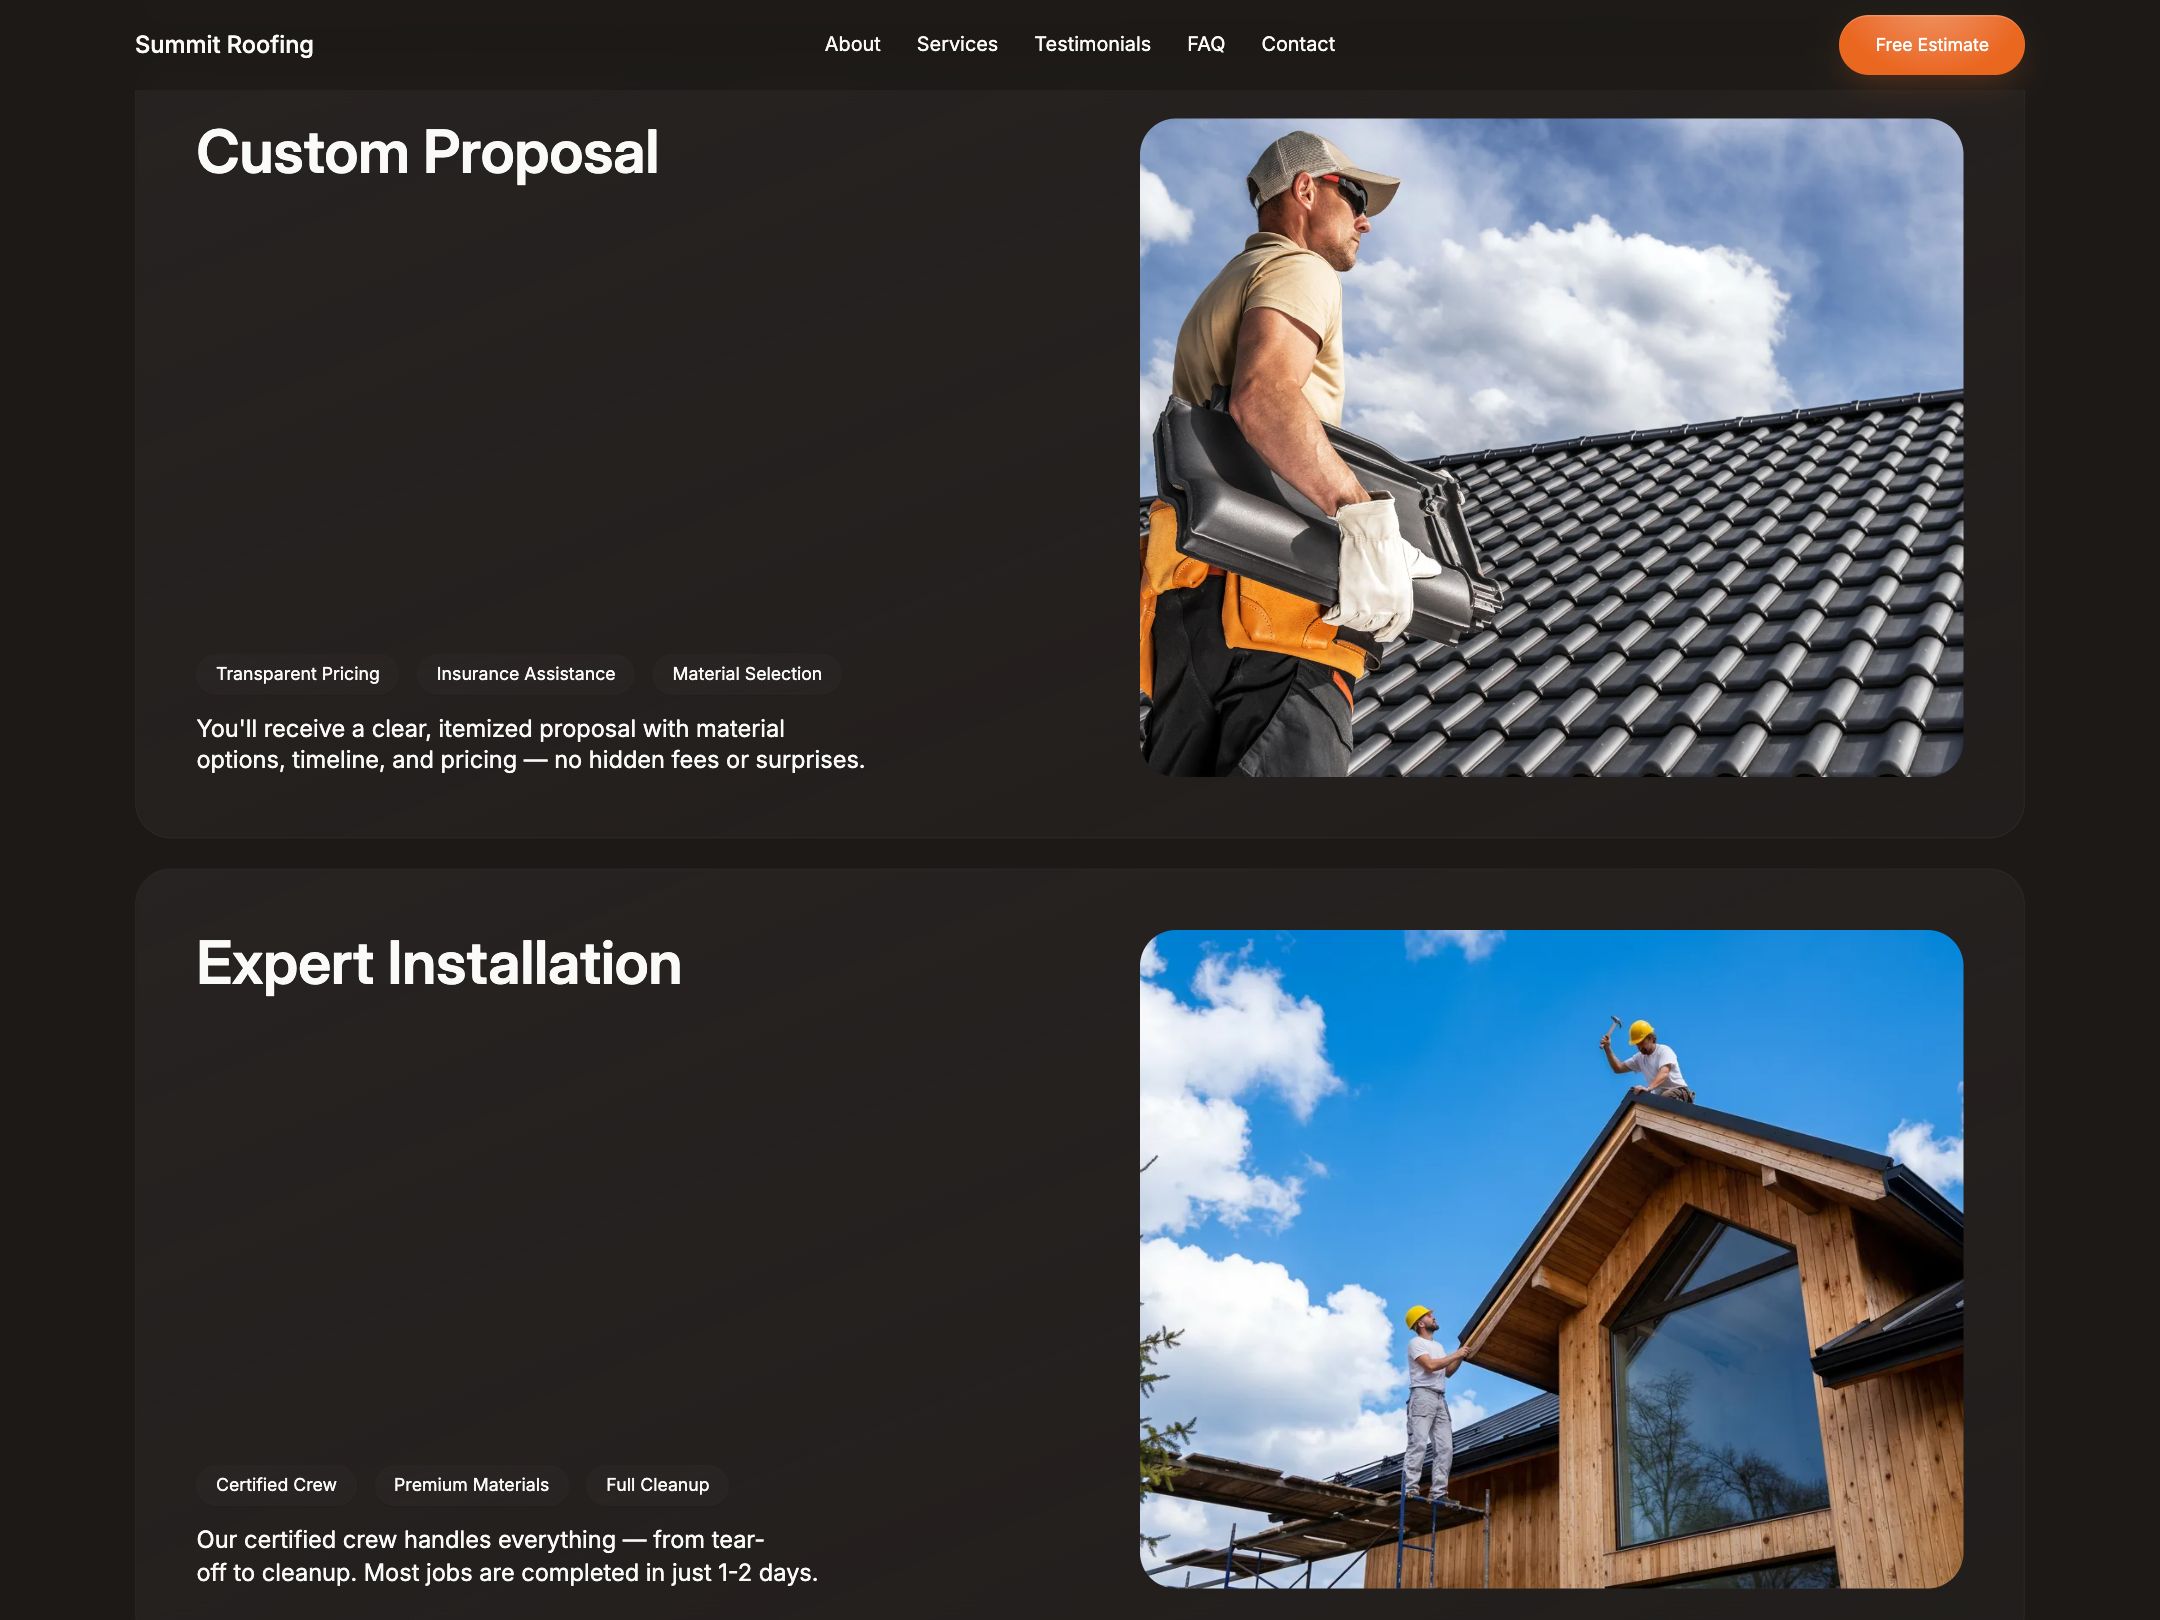 Summit Roofing
About
Services
Testimonials
FAQ
Contact
Free Estimate
Custom Proposal
Transparent Pricing
Insurance Assistance
Material Selection
You'll receive a clear, itemized proposal with material
options, timeline, and pricing — no hidden fees or surprises.
Expert Installation
Certified Crew
Premium Materials
Full Cleanup
Our certified crew handles everything — from tear-
off to cleanup. Most jobs are completed in just 1-2 days.